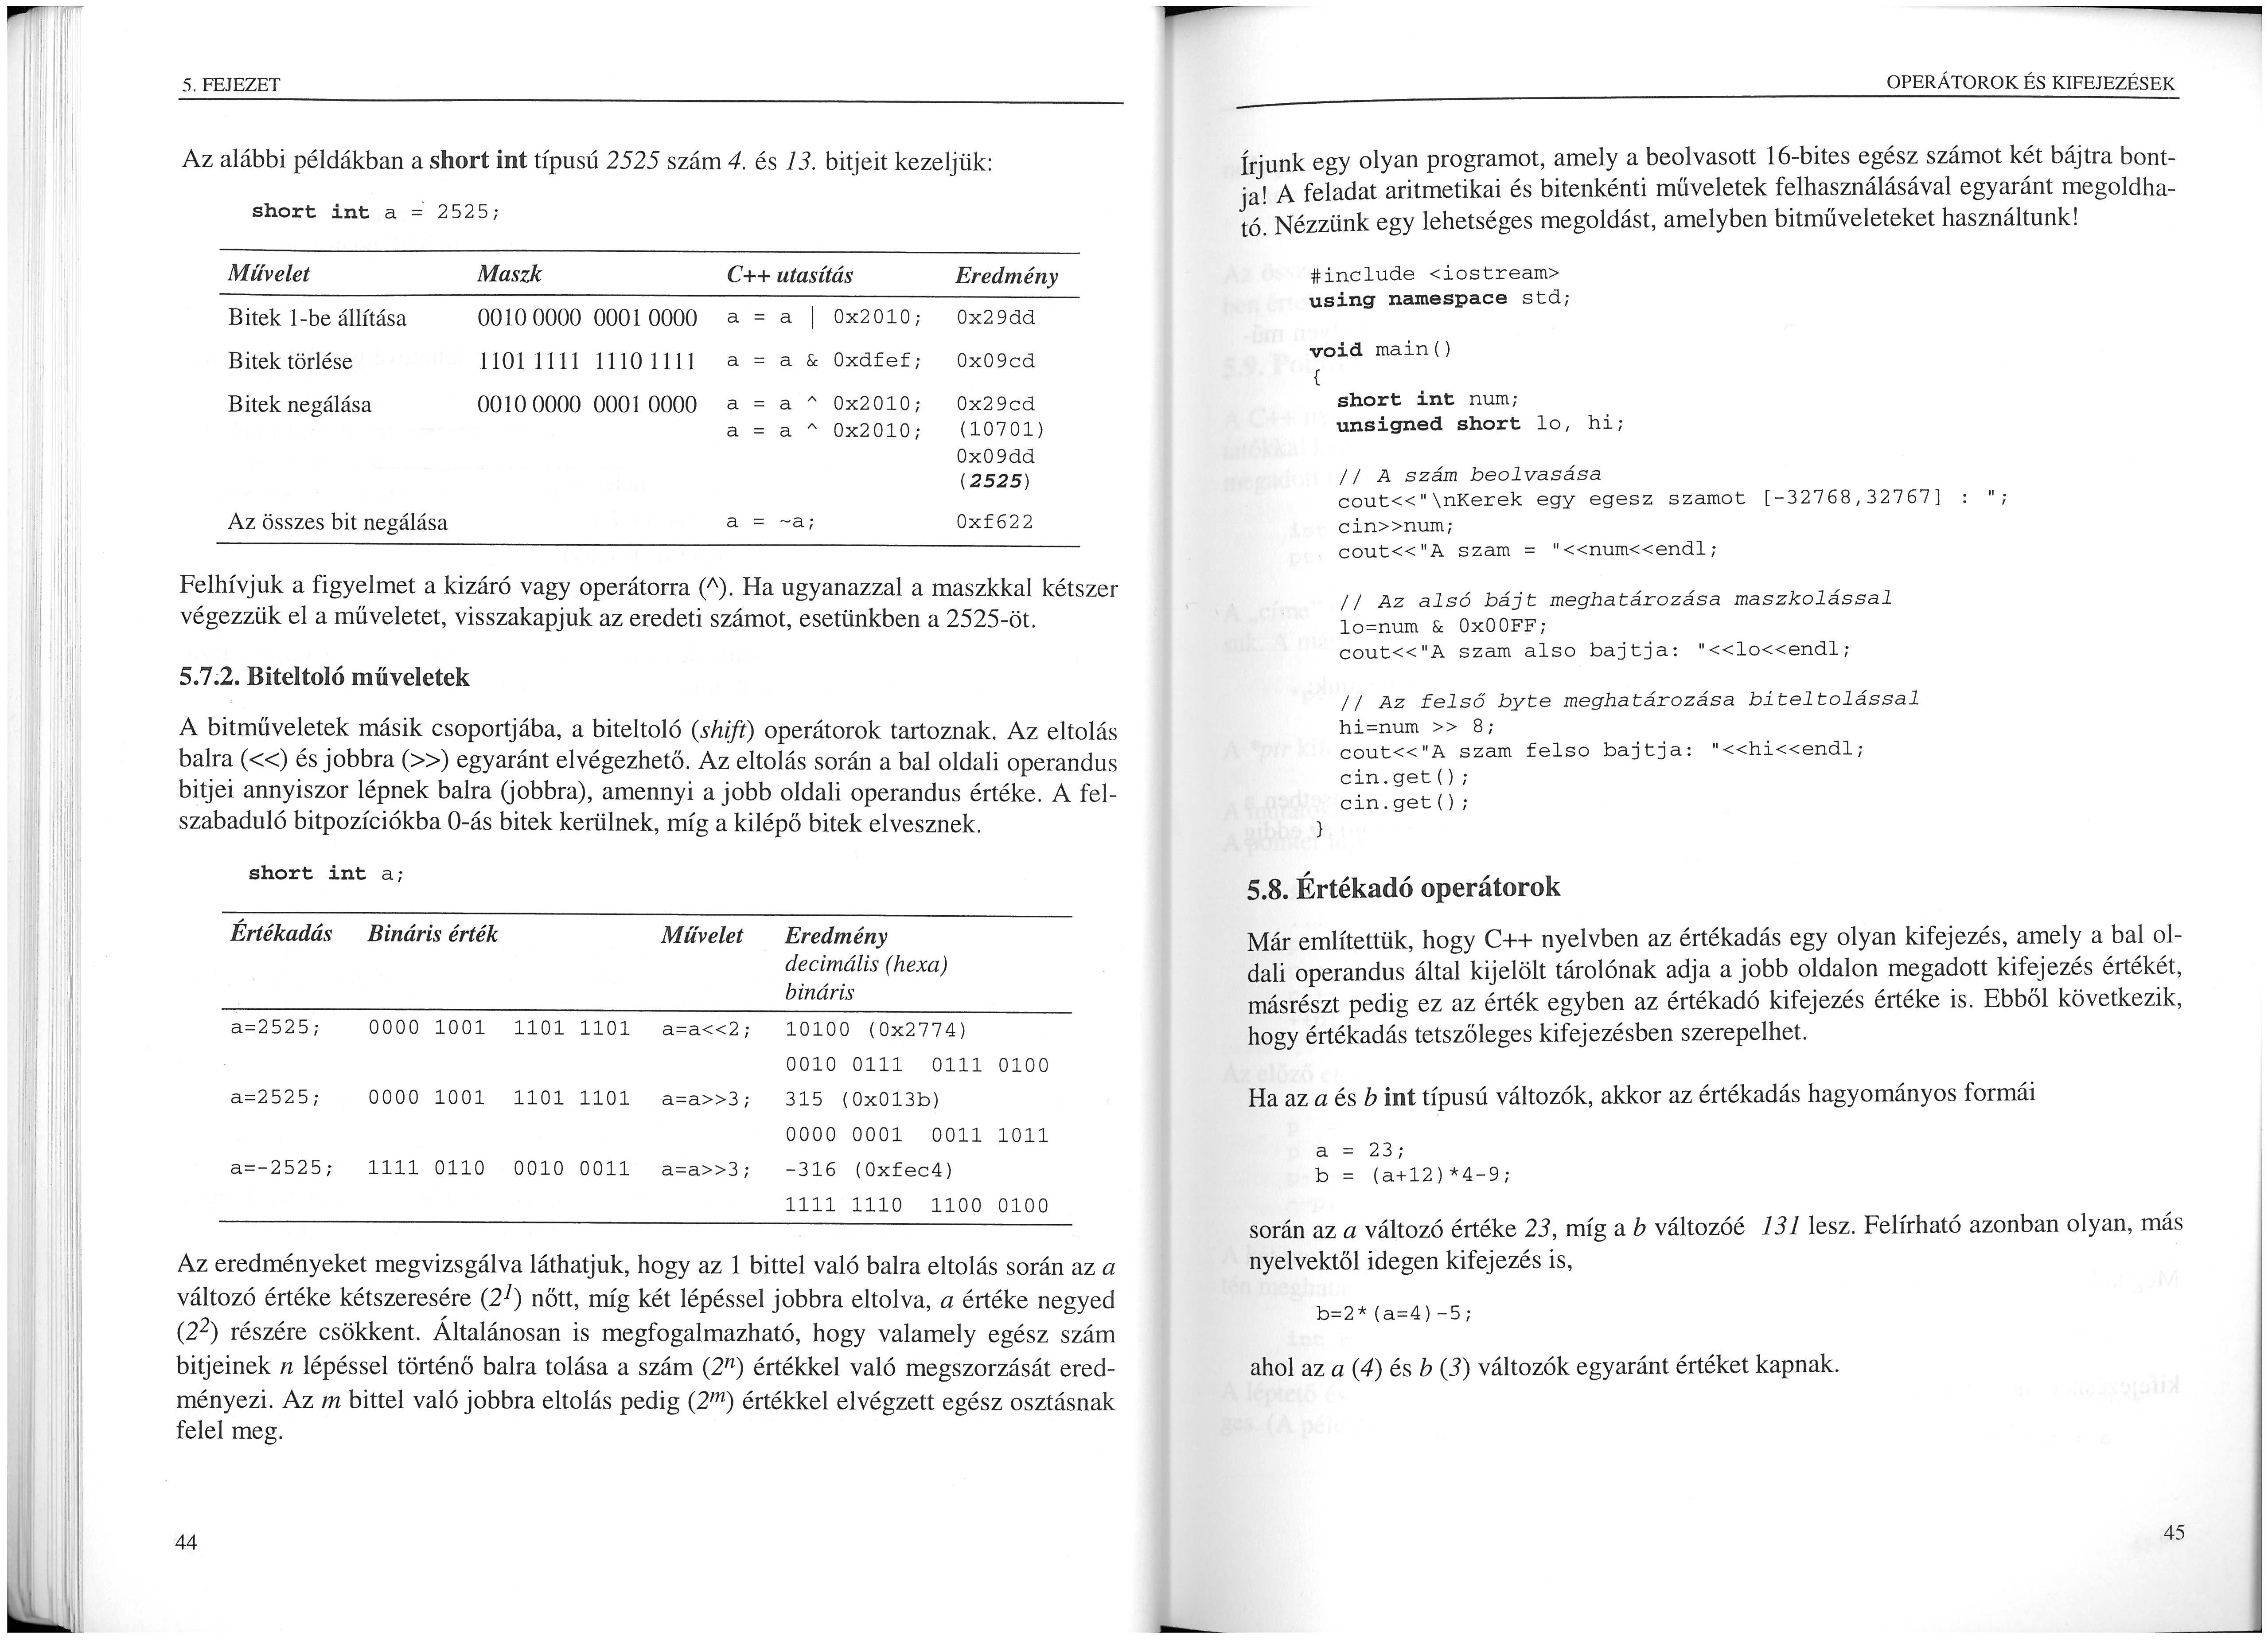 5. FEJEZET
Az alábbi példákban a short int típusú 2525 szám 4. és 13. bitjeit kezeljük:
short int a = 2525;
Művelet Maszk C++ utasítás Eredmény
Bitek 1-be állítása 0010 0000 0001 0000 a = a | 0x2010; 0x29dd
Bitek törlése 1101 1111 1110 1111 a = a & 0xdfef; 0x09cd
Bitek negálása 0010 0000 0001 0000 a = a ^ 0x2010; 0x29cd
a = a ^ 0x2010; (10701)
0x09dd
(2525)
Az összes bit negálása a = ~a; 0xf622
Felhívjuk a figyelmet a kizáró vagy operátorra (^). Ha ugyanazzal a maszkkal kétszer
végezzük el a műveletet, visszakapjuk az eredeti számot, esetünkben a 2525-öt.
5.7.2. Biteltoló műveletek
A bitműveletek másik csoportjába, a biteltoló (shift) operátorok tartoznak. Az eltolás
balra (<<) és jobbra (>>) egyaránt elvégezhető. Az eltolás során a bal oldali operandus
bitjei annyiszor lépnek balra (jobbra), amennyi a jobb oldali operandus értéke. A fel-
szabaduló bitpozíciókba 0-ás bitek kerülnek, míg a kilépő bitek elvesznek.
short int a;
Értékadás Bináris érték Művelet Eredmény
decimális (hexa)
bináris
a=2525; 0000 1001 1101 1101 a=a<<2; 10100 (0x2774)
0010 0111 0111 0100
a=2525; 0000 1001 1101 1101 a=a>>3; 315 (0x013b)
0000 0001 0011 1011
a=-2525; 1111 0110 0010 0011 a=a>>3; -316 (0xfec4)
1111 1110 1100 0100
Az eredményeket megvizsgálva láthatjuk, hogy az 1 bittel való balra eltolás során az a
változó értéke kétszeresére (2¹) nőtt, míg két lépéssel jobbra eltolva, a értéke negyed
(2²) részére csökkent. Általánosan is megfogalmazható, hogy valamely egész szám
bitjeinek n lépéssel történő balra tolása a szám (2ⁿ) értékkel való megszorzását ered-
ményezi. Az m bittel való jobbra eltolás pedig (2ᵐ) értékkel elvégzett egész osztásnak
felel meg.
44
OPERÁTOROK ÉS KIFEJEZÉSEK
Írjunk egy olyan programot, amely a beolvasott 16-bites egész számot két bájtra bont-
ja! A feladat aritmetikai és bitenkénti műveletek felhasználásával egyaránt megoldha-
tó. Nézzünk egy lehetséges megoldást, amelyben bitműveleteket használtunk!
#include <iostream>
using namespace std;
void main()
{
short int num;
unsigned short lo, hi;
// A szám beolvasása
cout<<"\nKerek egy egesz szamot [-32768,32767] : ";
cin>>num;
cout<<"A szam = "<<num<<endl;
// Az alsó bájt meghatározása maszkolással
lo=num & 0x00FF;
cout<<"A szam also bajtja: "<<lo<<endl;
// Az felső byte meghatározása biteltolással
hi=num >> 8;
cout<<"A szam felso bajtja: "<<hi<<endl;
cin.get();
cin.get();
}
5.8. Értékadó operátorok
Már említettük, hogy C++ nyelvben az értékadás egy olyan kifejezés, amely a bal ol-
dali operandus által kijelölt tárolónak adja a jobb oldalon megadott kifejezés értékét,
másrészt pedig ez az érték egyben az értékadó kifejezés értéke is. Ebből következik,
hogy értékadás tetszőleges kifejezésben szerepelhet.
Ha az a és b int típusú változók, akkor az értékadás hagyományos formái
a = 23;
b = (a+12)*4-9;
során az a változó értéke 23, míg a b változóé 131 lesz. Felírható azonban olyan, más
nyelvektől idegen kifejezés is,
b=2*(a=4)-5;
ahol az a (4) és b (3) változók egyaránt értéket kapnak.
45